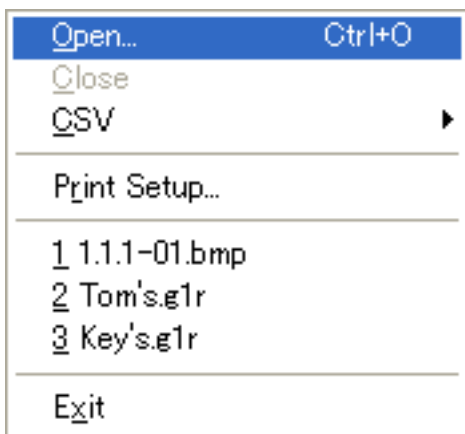 Open... Ctrl+O
Close
CSV
Print Setup...
1 1.1.1-01.bmp
2 Tom's.g1r
3 Key's.g1r
Exit